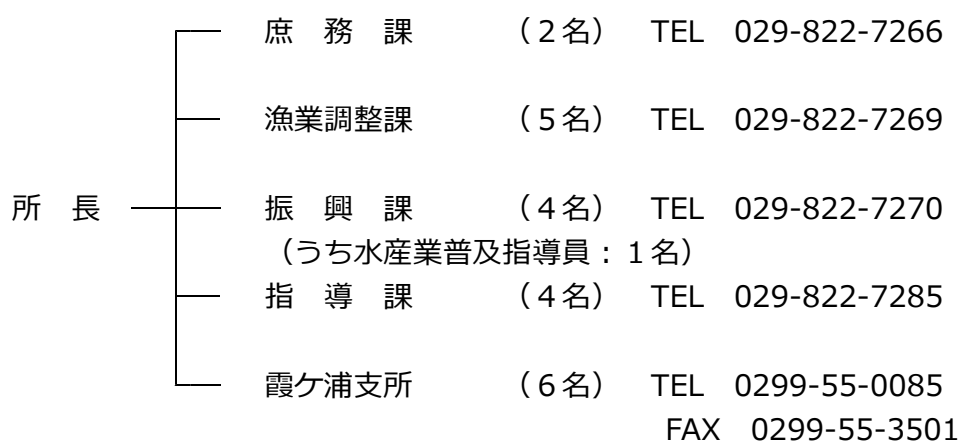 庶　務　課　　　（２名）　TEL　029-822-7266
漁業調整課　　　（５名）　TEL　029-822-7269
所　長　振　興　課　　　（４名）　TEL　029-822-7270
（うち水産業普及指導員：１名）
指　導　課　　　（４名）　TEL　029-822-7285
霞ケ浦支所　　　（６名）　TEL　0299-55-0085
FAX　0299-55-3501